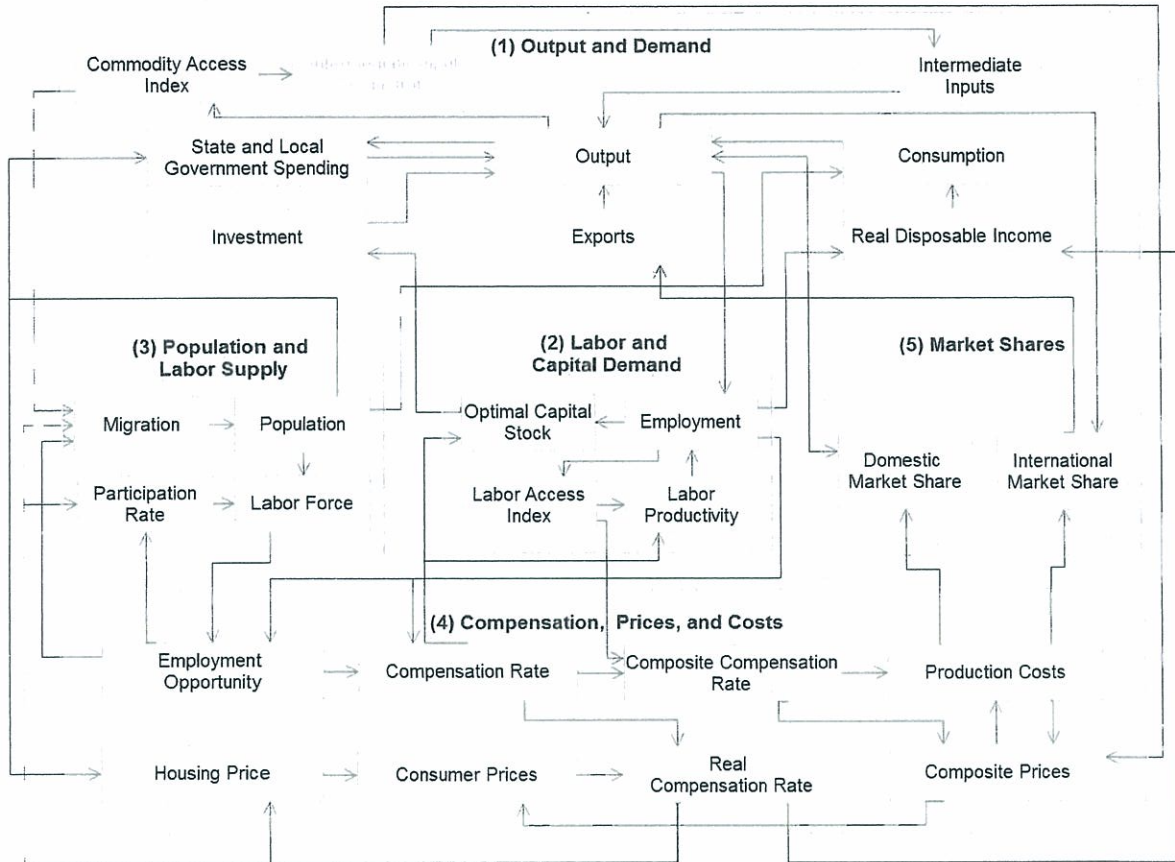 (1) Output and Demand
Commodity Access
Index
Intermediate
Inputs
State and Local
Government Spending
Output
Consumption
Investment
Exports
Real Disposable Income
(3) Population and
Labor Supply
(2) Labor and
Capital Demand
(5) Market Shares
Migration
Population
Optimal Capital
Stock
Employment
Domestic
Market Share
International
Market Share
Participation
Rate
Labor Force
Labor Access
Index
Labor
Productivity
(4) Compensation, Prices, and Costs
Employment
Opportunity
Compensation Rate
Composite Compensation
Rate
Production Costs
Housing Price
Consumer Prices
Real
Compensation Rate
Composite Prices